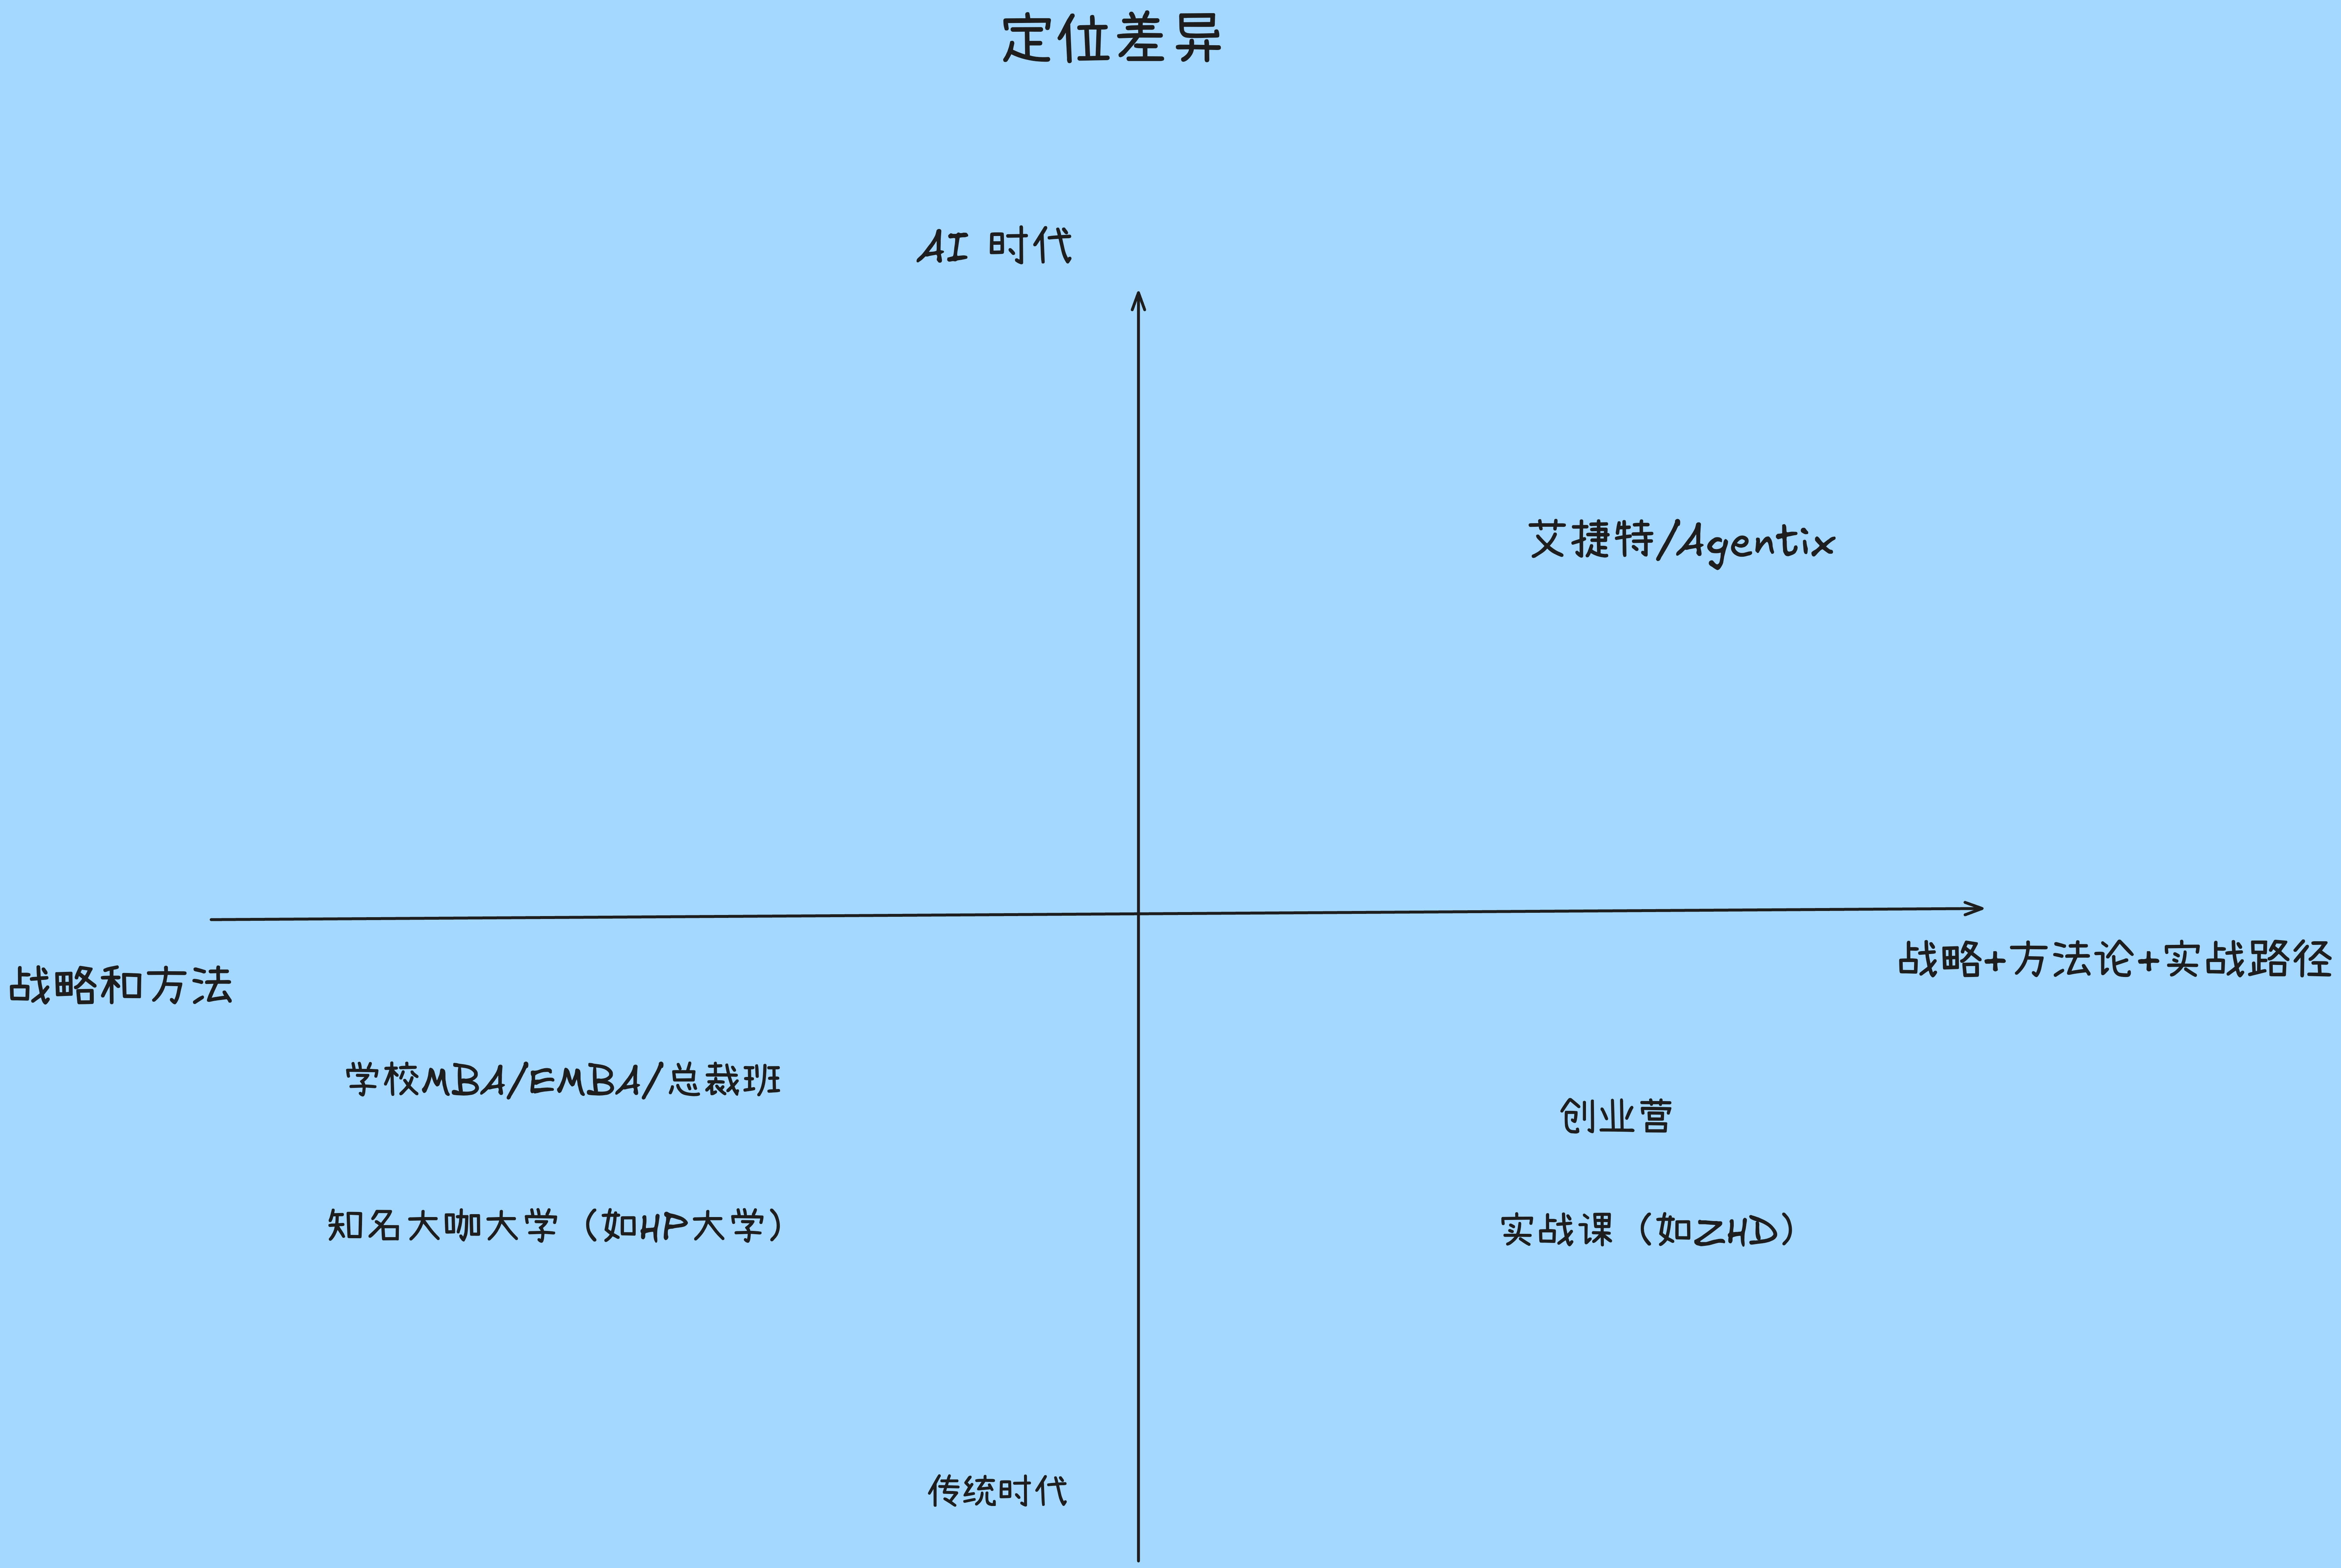 定位差异
AI 时代
艾捷特/Agentix
战略+方法论+实战路径
战略和方法
学校MBA/EMBA/总裁班
创业营
知名大咖大学（如HP大学）
实战课（如ZHD）
传统时代